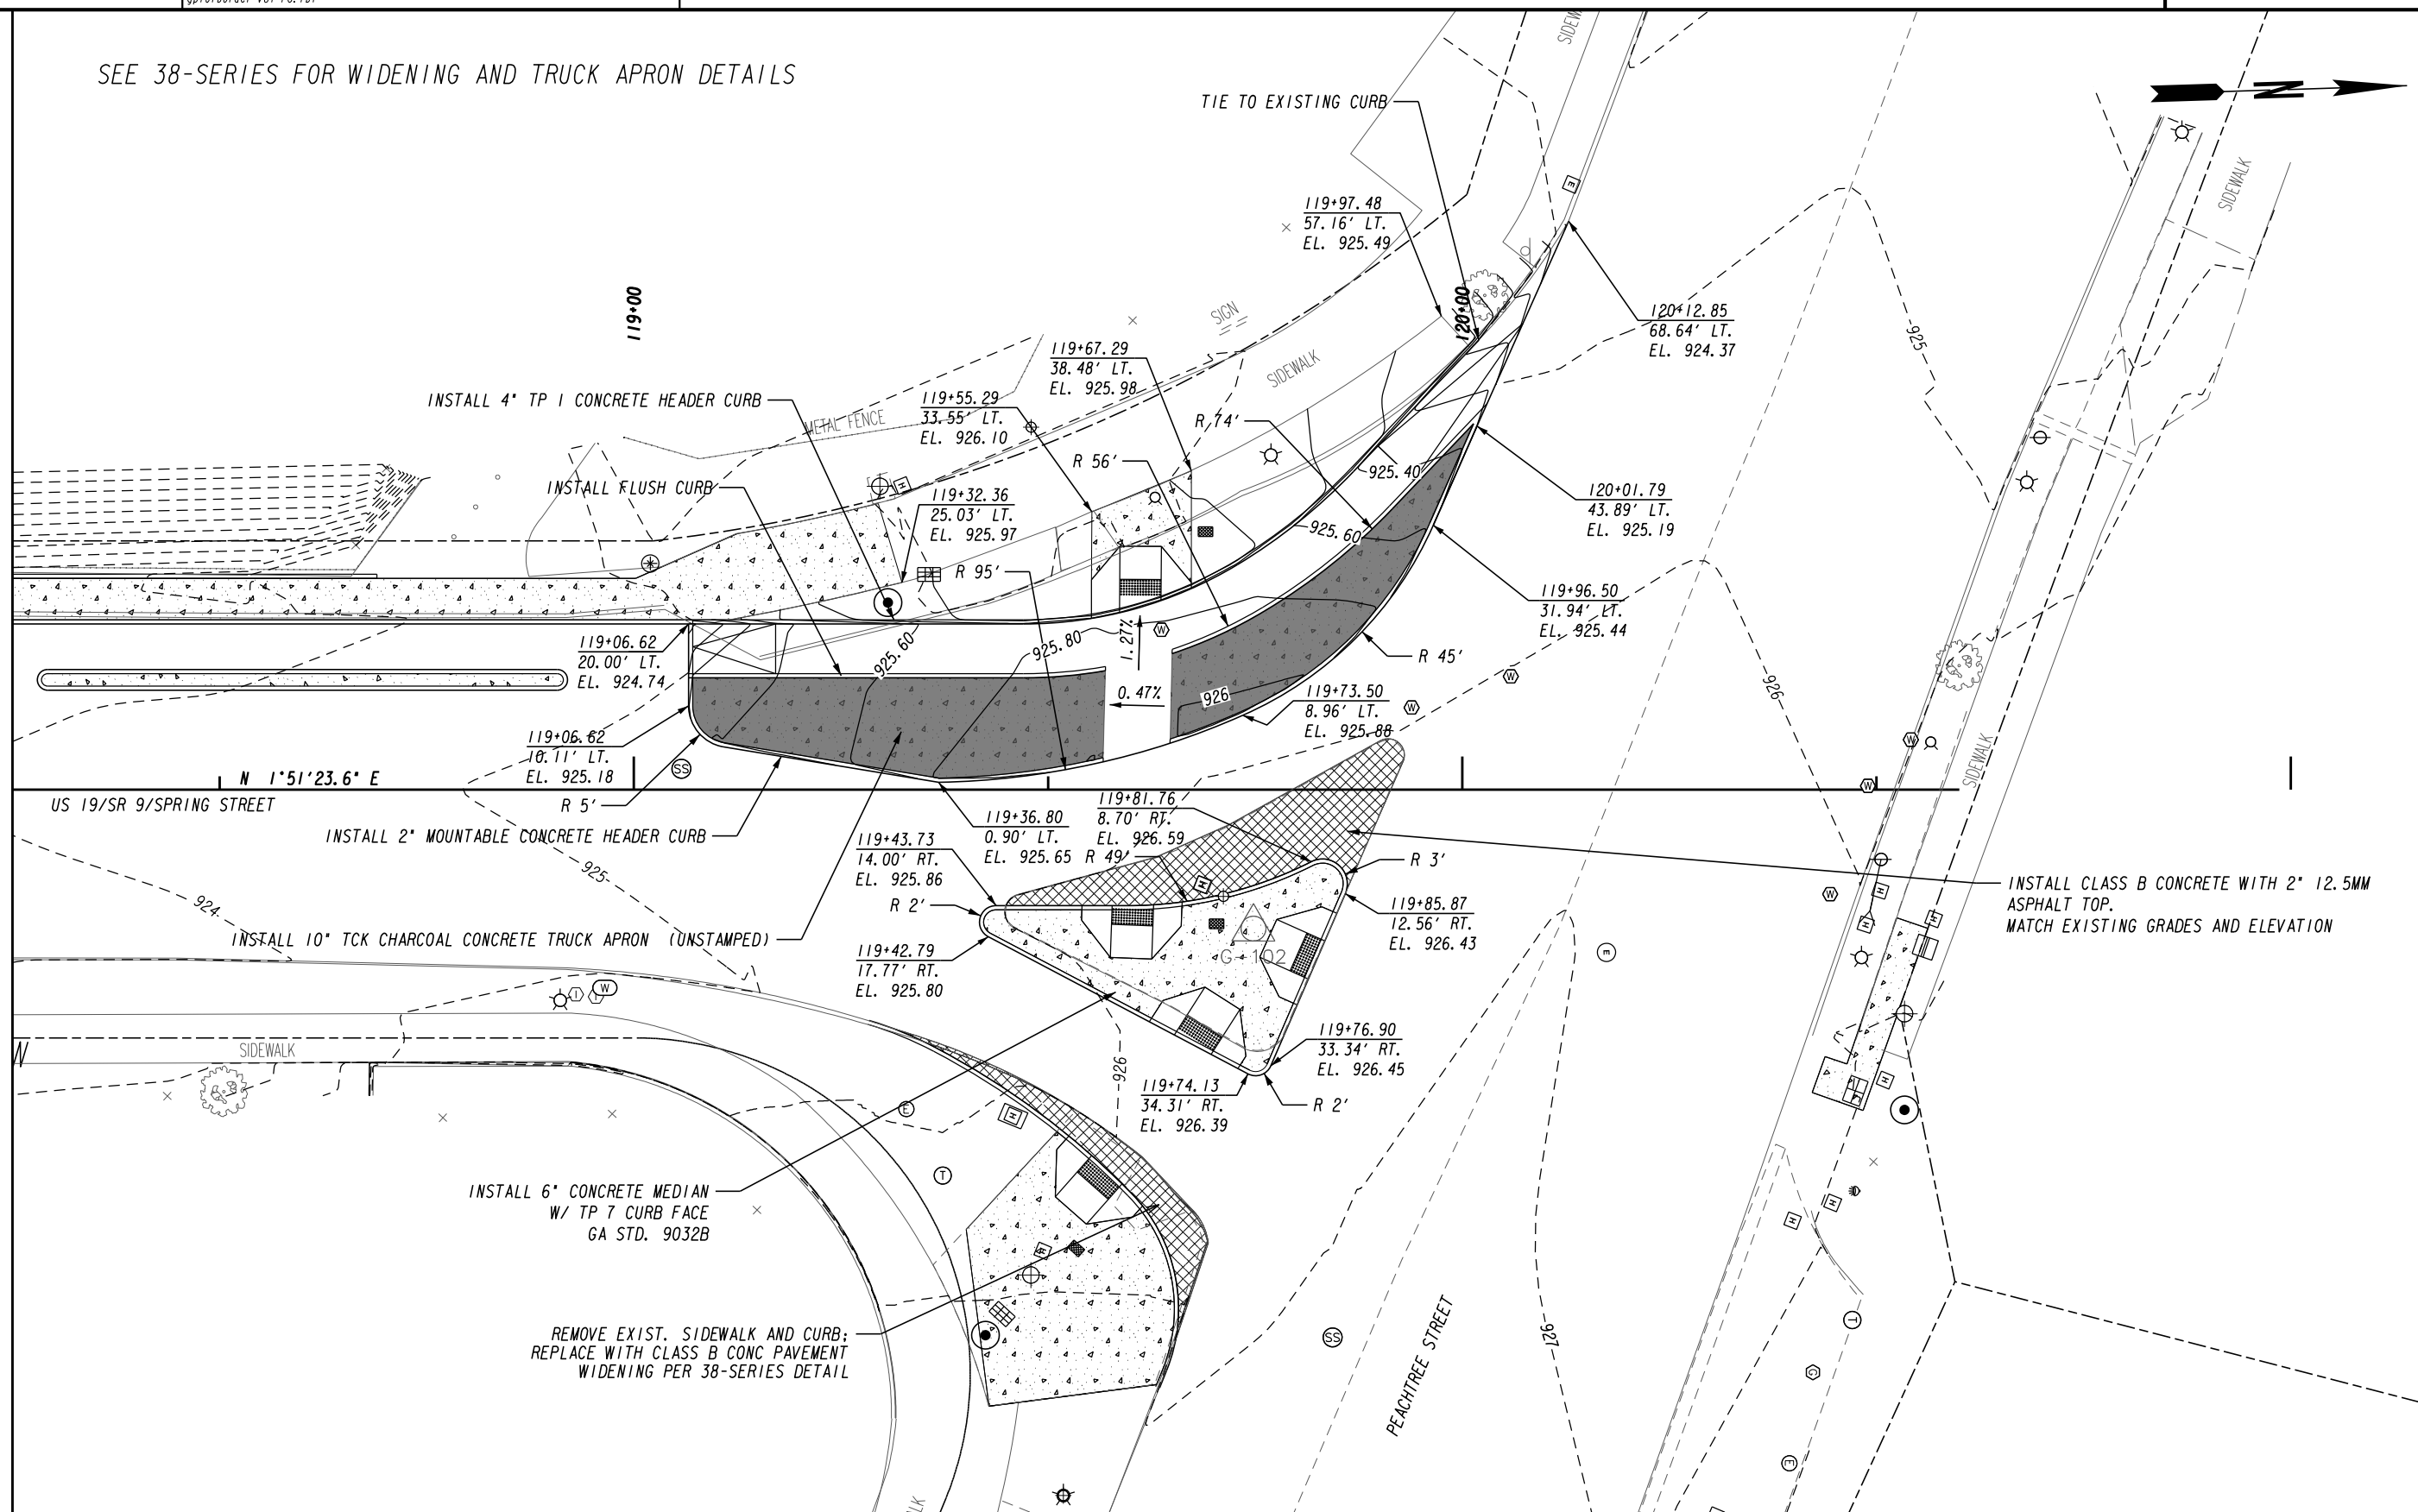 SEE 38-SERIES FOR WIDENING AND TRUCK APRON DETAILS
SIDEWALK
N
TIE TO EXISTING CURB
E
SIDEWALK
119+97.48
57.16' LT.
EL. 925.49
119+00
120+00
SIGN
120+12.85
68.64' LT.
EL. 924.37
925
119+67.29
38.48' LT.
EL. 925.98
SIDEWALK
INSTALL 4" TP 1 CONCRETE HEADER CURB
119+55.29
33.55' LT.
EL. 926.10
METAL FENCE
R 74'
R 56'
925.40
INSTALL FLUSH CURB
H
119+32.36
25.03' LT.
EL. 925.97
120+01.79
43.89' LT.
EL. 925.19
925.60
R 95'
119+96.50
31.94' LT.
EL. 925.44
119+06.62
20.00' LT.
EL. 924.74
925.60
925.80
1.27%
W
R 45'
W
926
0.47%
926
119+73.50
8.96' LT.
EL. 925.88
W
119+06.62
10.11' LT.
EL. 925.18
SS
W
SIDEWALK
N 1°51'23.6" E
W
US 19/SR 9/SPRING STREET
R 5'
119+36.80
0.90' LT.
EL. 925.65
119+81.76
8.70' RT.
EL. 926.59
INSTALL 2" MOUNTABLE CONCRETE HEADER CURB
119+43.73
14.00' RT.
EL. 925.86
R 49'
R 3'
925
H
INSTALL CLASS B CONCRETE WITH 2" 12.5MM
ASPHALT TOP.
MATCH EXISTING GRADES AND ELEVATION
W
H
924
R 2'
119+85.87
12.56' RT.
EL. 926.43
H
H
INSTALL 10" TCK CHARCOAL CONCRETE TRUCK APRON (UNSTAMPED)
119+42.79
17.77' RT.
EL. 925.80
G-102
E
W
SIDEWALK
119+76.90
33.34' RT.
EL. 926.45
926
119+74.13
34.31' RT.
EL. 926.39
R 2'
H
E
H
T
INSTALL 6" CONCRETE MEDIAN
W/ TP 7 CURB FACE
GA STD. 9032B
H
H
REMOVE EXIST. SIDEWALK AND CURB;
REPLACE WITH CLASS B CONC PAVEMENT
WIDENING PER 38-SERIES DETAIL
SS
PEACHTREE STREET
927
T
G
E